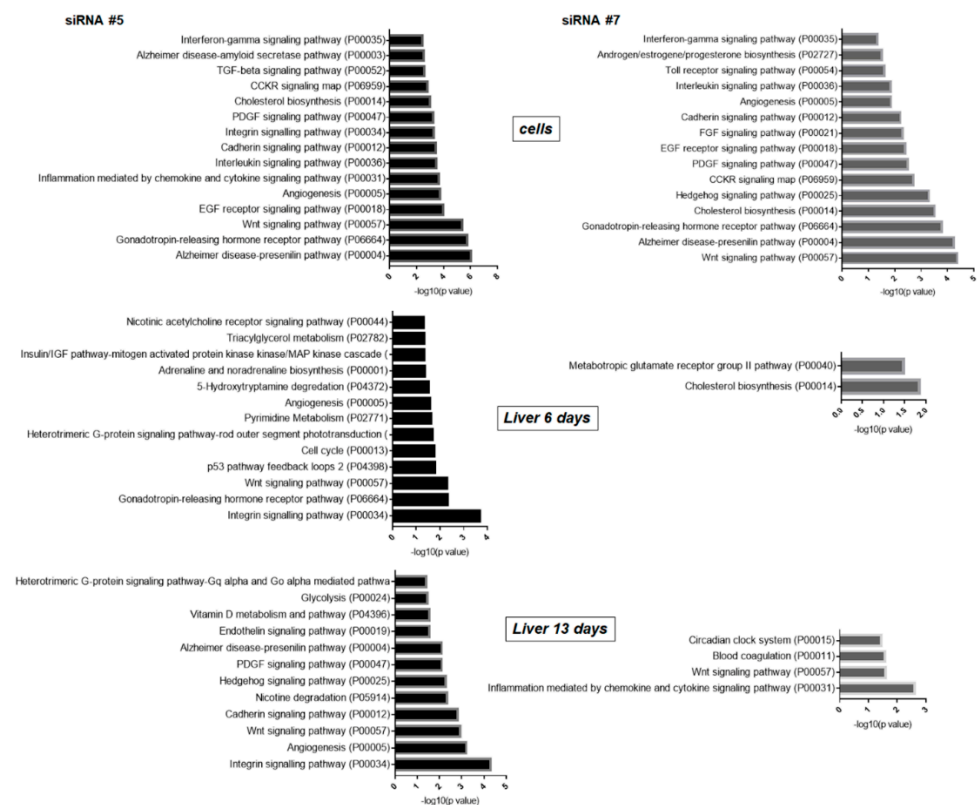 siRNA #5
Interferon-gamma signaling pathway (P00035)
Alzheimer disease-amyloid secretase pathway (P00003)
TGF-beta signaling pathway (P00052)
CCKR signaling map (P06959)
Cholesterol biosynthesis (P00014)
PDGF signaling pathway (P00047)
Integrin signalling pathway (P00034)
Cadherin signaling pathway (P00012)
Interleukin signaling pathway (P00036)
Inflammation mediated by chemokine and cytokine signaling pathway (P00031)
Angiogenesis (P00005)
EGF receptor signaling pathway (P00018)
Wnt signaling pathway (P00057)
Gonadotropin-releasing hormone receptor pathway (P06664)
Alzheimer disease-presenilin pathway (P00004)
0 2 4 6 8
-log10(p value)
cells
siRNA #7
Interferon-gamma signaling pathway (P00035)
Androgen/estrogene/progesterone biosynthesis (P02727)
Toll receptor signaling pathway (P00054)
Interleukin signaling pathway (P00036)
Angiogenesis (P00005)
Cadherin signaling pathway (P00012)
FGF signaling pathway (P00021)
EGF receptor signaling pathway (P00018)
PDGF signaling pathway (P00047)
CCKR signaling map (P06959)
Hedgehog signaling pathway (P00025)
Cholesterol biosynthesis (P00014)
Gonadotropin-releasing hormone receptor pathway (P06664)
Alzheimer disease-presenilin pathway (P00004)
Wnt signaling pathway (P00057)
0 1 2 3 4 5
-log10(p value)
Nicotinic acetylcholine receptor signaling pathway (P00044)
Triacylglycerol metabolism (P02782)
Insulin/IGF pathway-mitogen activated protein kinase kinase/MAP kinase cascade (
Adrenaline and noradrenaline biosynthesis (P00001)
5-Hydroxytryptamine degredation (P04372)
Angiogenesis (P00005)
Pyrimidine Metabolism (P02771)
Heterotrimeric G-protein signaling pathway-rod outer segment phototransduction (
Cell cycle (P00013)
p53 pathway feedback loops 2 (P04398)
Wnt signaling pathway (P00057)
Gonadotropin-releasing hormone receptor pathway (P06664)
Integrin signalling pathway (P00034)
0 1 2 3 4
-log10(p value)
Liver 6 days
Metabotropic glutamate receptor group II pathway (P00040)
Cholesterol biosynthesis (P00014)
0.0 0.5 1.0 1.5 2.0
-log10(p value)
Heterotrimeric G-protein signaling pathway-Gq alpha and Go alpha mediated pathwa
Glycolysis (P00024)
Vitamin D metabolism and pathway (P04396)
Endothelin signaling pathway (P00019)
Alzheimer disease-presenilin pathway (P00004)
PDGF signaling pathway (P00047)
Hedgehog signaling pathway (P00025)
Nicotine degradation (P05914)
Cadherin signaling pathway (P00012)
Wnt signaling pathway (P00057)
Angiogenesis (P00005)
Integrin signalling pathway (P00034)
0 1 2 3 4 5
-log10(p value)
Liver 13 days
Circadian clock system (P00015)
Blood coagulation (P00011)
Wnt signaling pathway (P00057)
Inflammation mediated by chemokine and cytokine signaling pathway (P00031)
0 1 2 3
-log10(p value)